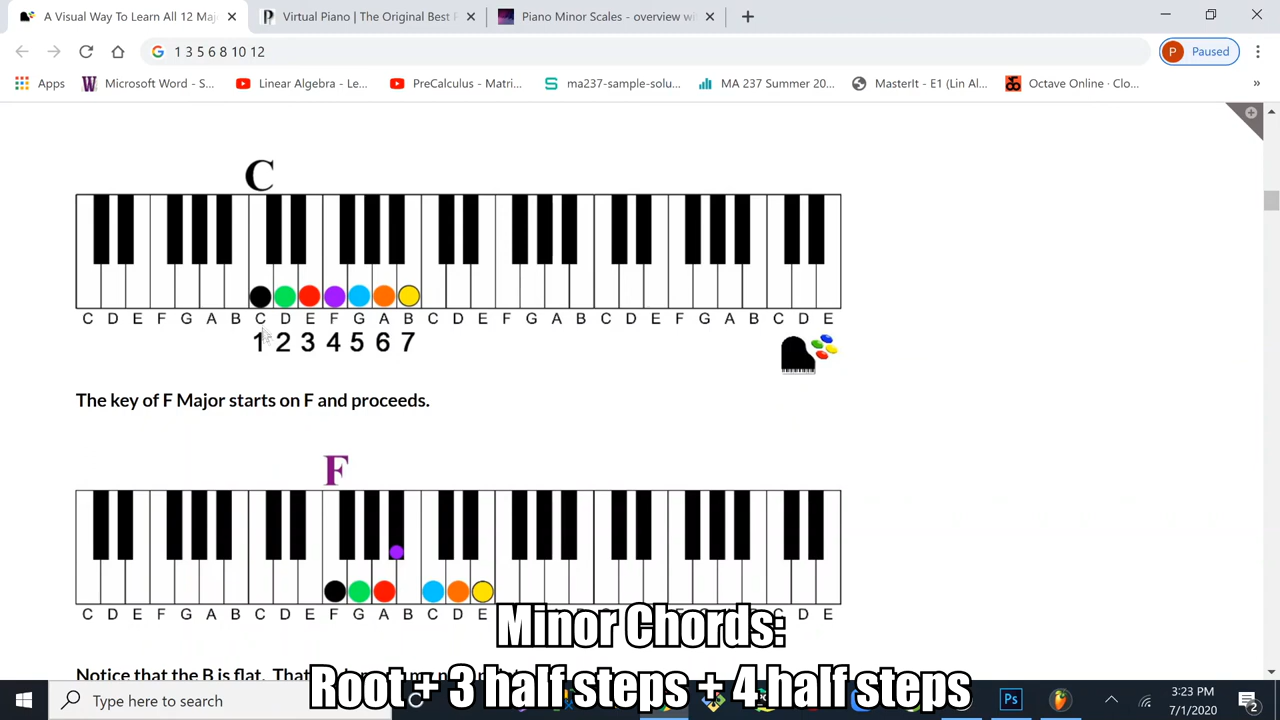 A Visual Way To Learn All 12 Maj
Virtual Piano | The Original Best P
Piano Minor Scales - overview wi
1 3 5 6 8 10 12
P Paused
Apps
Microsoft Word - S...
Linear Algebra - Le...
PreCalculus - Matri...
ma237-sample-solu...
MA 237 Summer 20...
MasterIt - E1 (Lin Al...
Octave Online · Clo...
»
C
C D E F G A B C D E F G A B C D E F G A B C D E F G A B C D E
1 2 3 4 5 6 7
The key of F Major starts on F and proceeds.
F
C D E F G A B C D E F G A B C D E F G A B C D E F G A B C D E
Minor Chords:
Notice that the B is flat.
Root + 3 half steps + 4 half steps
Type here to search
Ps
3:23 PM
7/1/2020
2